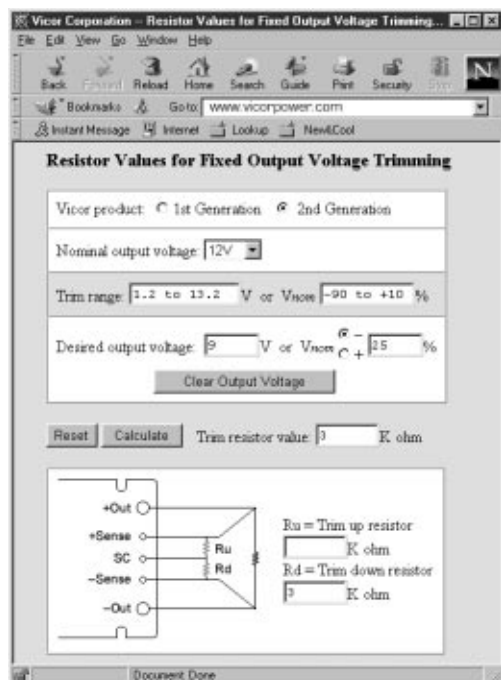 Vicor Corporation -- Resistor Values for Fixed Output Voltage Trimming...
File Edit View Go Window Help
Back Forward Reload Home Search Guide Print Security Stop
N
Bookmarks Go to: www.vicorpower.com
Instant Message Internet Lookup New&Cool
Resistor Values for Fixed Output Voltage Trimming
Vicor product: 1st Generation 2nd Generation
Nominal output voltage: 12V
Trim range: 1.2 to 13.2 V or Vnom -90 to +10 %
Desired output voltage: 9 V or Vnom - + 25 %
Clear Output Voltage
Reset Calculate Trim resistor value: 3 K ohm
+Out
+Sense
SC
-Sense
-Out
Ru
Rd
Ru = Trim up resistor
K ohm
Rd = Trim down resistor
3 K ohm
Document Done